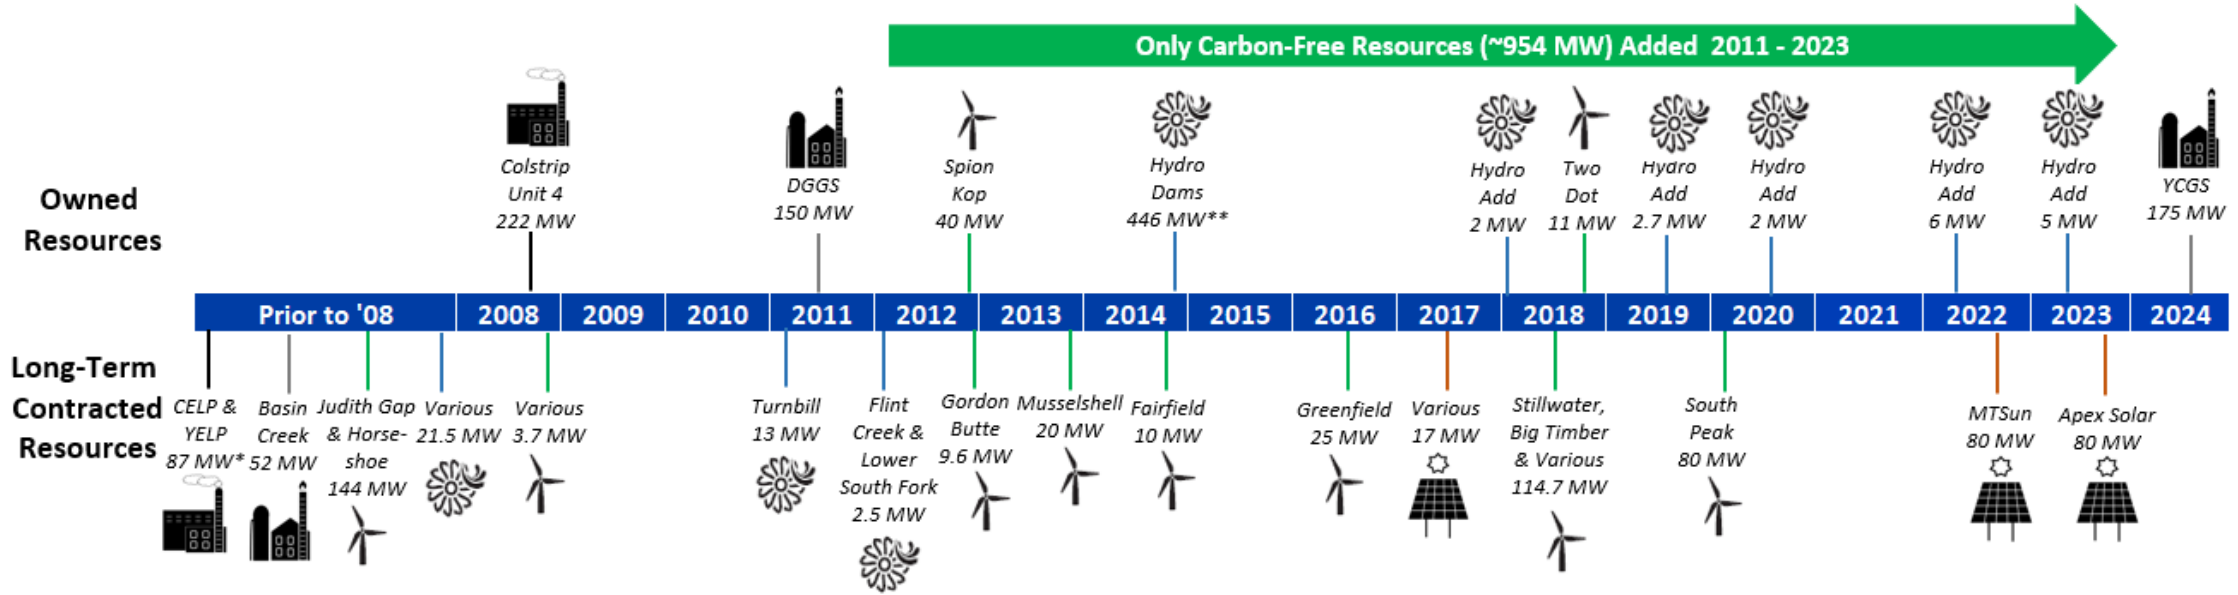 Only Carbon-Free Resources (~954 MW) Added 2011 - 2023
Owned
Resources
Colstrip
Unit 4
222 MW
DGGS
150 MW
Spion
Kop
40 MW
Hydro
Dams
446 MW**
Hydro
Add
2 MW
Two
Dot
11 MW
Hydro
Add
2.7 MW
Hydro
Add
2 MW
Hydro
Add
6 MW
Hydro
Add
5 MW
YCGS
175 MW
Prior to '08 2008 2009 2010 2011 2012 2013 2014 2015 2016 2017 2018 2019 2020 2021 2022 2023 2024
Long-Term
Contracted
Resources
CELP &
YELP
87 MW*
Basin
Creek
52 MW
Judith Gap
& Horse-
shoe
144 MW
Various
21.5 MW
Various
3.7 MW
Turnbill
13 MW
Flint
Creek &
Lower
South Fork
2.5 MW
Gordon
Butte
9.6 MW
Musselshell
20 MW
Fairfield
10 MW
Greenfield
25 MW
Various
17 MW
Stillwater,
Big Timber
& Various
114.7 MW
South
Peak
80 MW
MTSun
80 MW
Apex Solar
80 MW